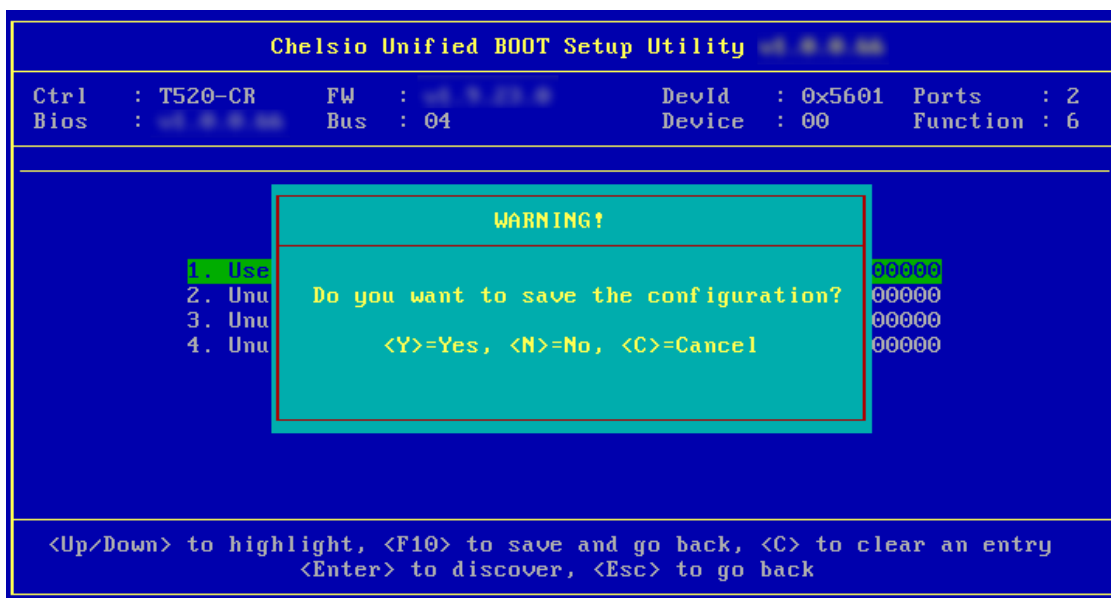 Chelsio Unified BOOT Setup Utility
Ctrl : T520-CR FW : DevId : 0x5601 Ports : 2
Bios : Bus : 04 Device : 00 Function : 6
WARNING!
1. Use 00000
2. Unu Do you want to save the configuration? 00000
3. Unu 00000
4. Unu <Y>=Yes, <N>=No, <C>=Cancel 00000
<Up/Down> to highlight, <F10> to save and go back, <C> to clear an entry
<Enter> to discover, <Esc> to go back